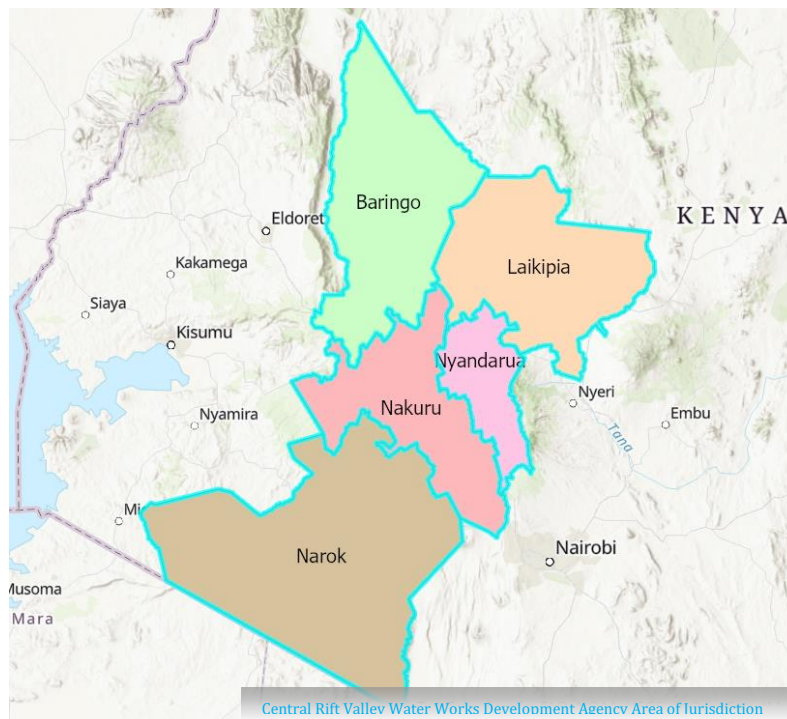 Baringo
Eldoret
KENYA
Laikipia
Kakamega
Siaya
Kisumu
Nyandarua
Nyeri
Nakuru
Nyamira
Embu
Tana
Mi
Narok
Nairobi
Musoma
Mara
Central Rift Valley Water Works Development Agency Area of Jurisdiction